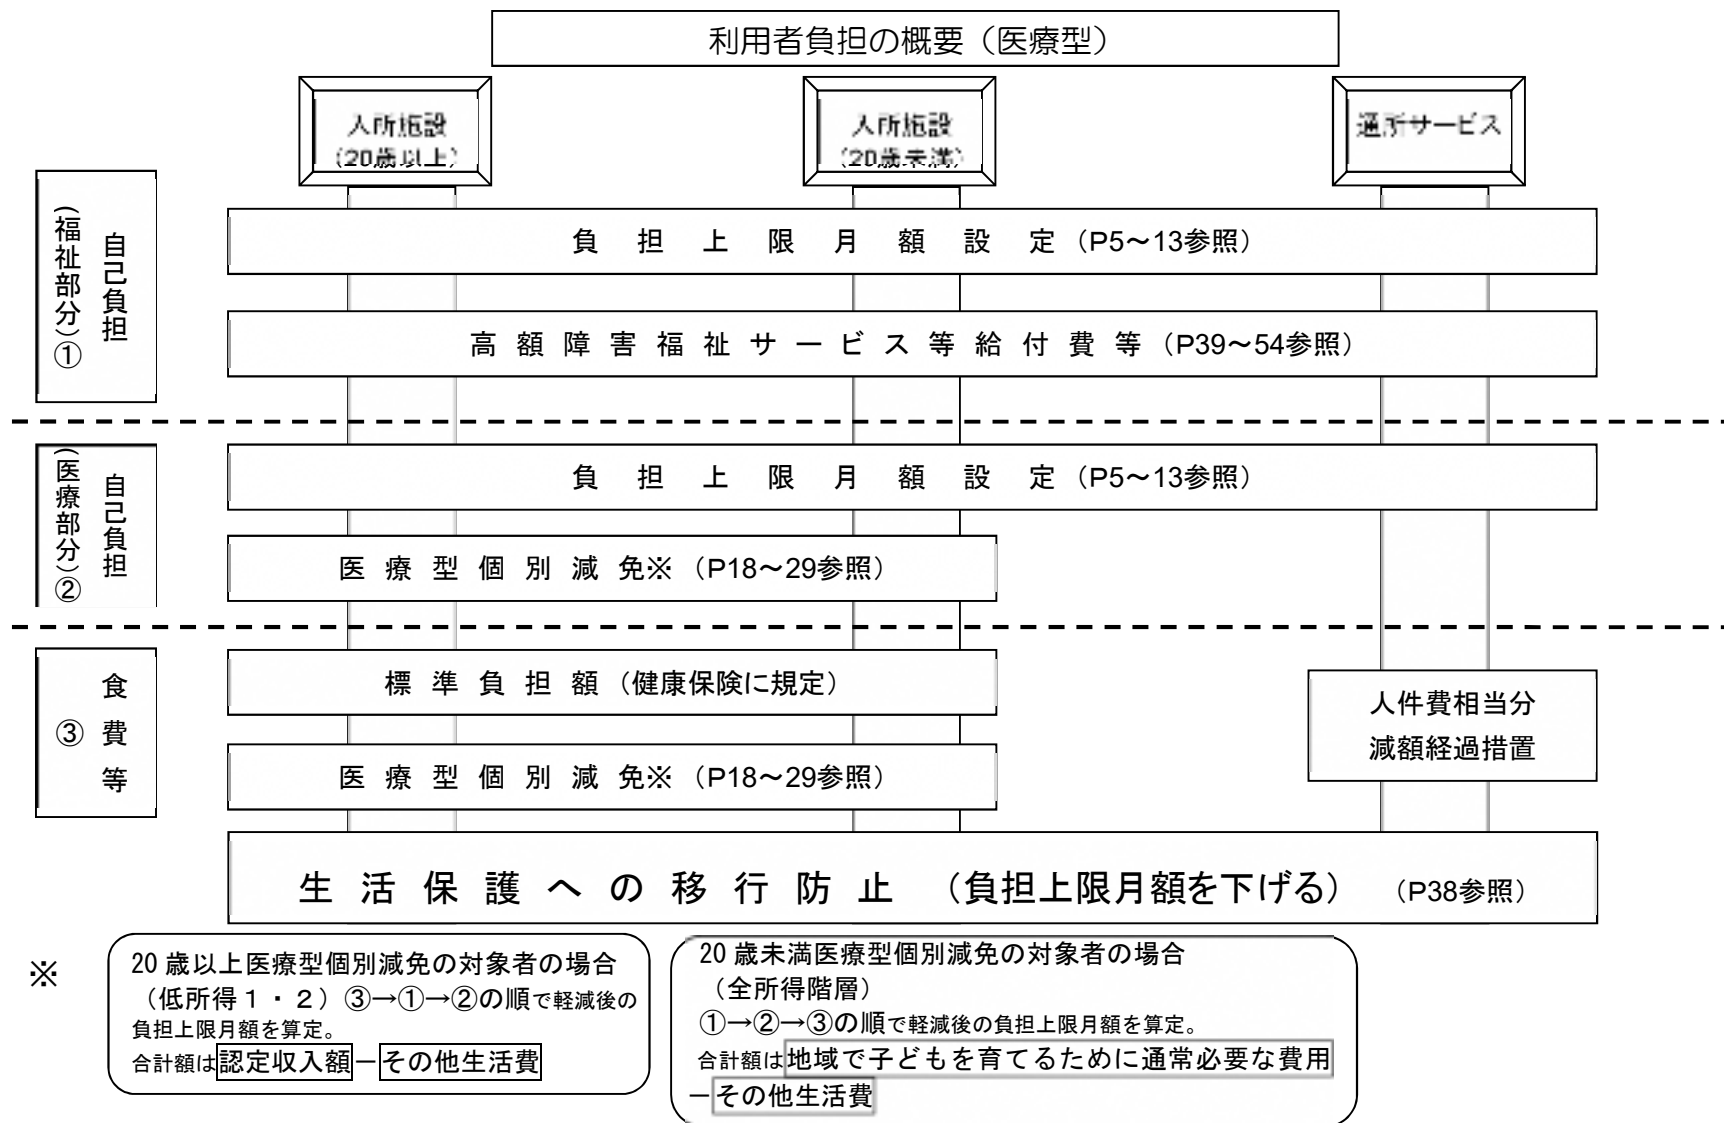 利用者負担の概要（医療型）
入所施設
（20歳以上）
入所施設
（20歳未満）
通所サービス
自己負担
（福祉部分）①
負担上限月額設定（P5～13参照）
高額障害福祉サービス等給付費等（P39～54参照）
自己負担
（医療部分）②
負担上限月額設定（P5～13参照）
医療型個別減免※（P18～29参照）
食費等
③
標準負担額（健康保険に規定）
人件費相当分
減額経過措置
医療型個別減免※（P18～29参照）
生活保護への移行防止（負担上限月額を下げる）（P38参照）
※
20歳以上医療型個別減免の対象者の場合
（低所得１・２）③→①→②の順で軽減後の
負担上限月額を算定。
合計額は認定収入額－その他生活費
20歳未満医療型個別減免の対象者の場合
（全所得階層）
①→②→③の順で軽減後の負担上限月額を算定。
合計額は地域で子どもを育てるために通常必要な費用
－その他生活費